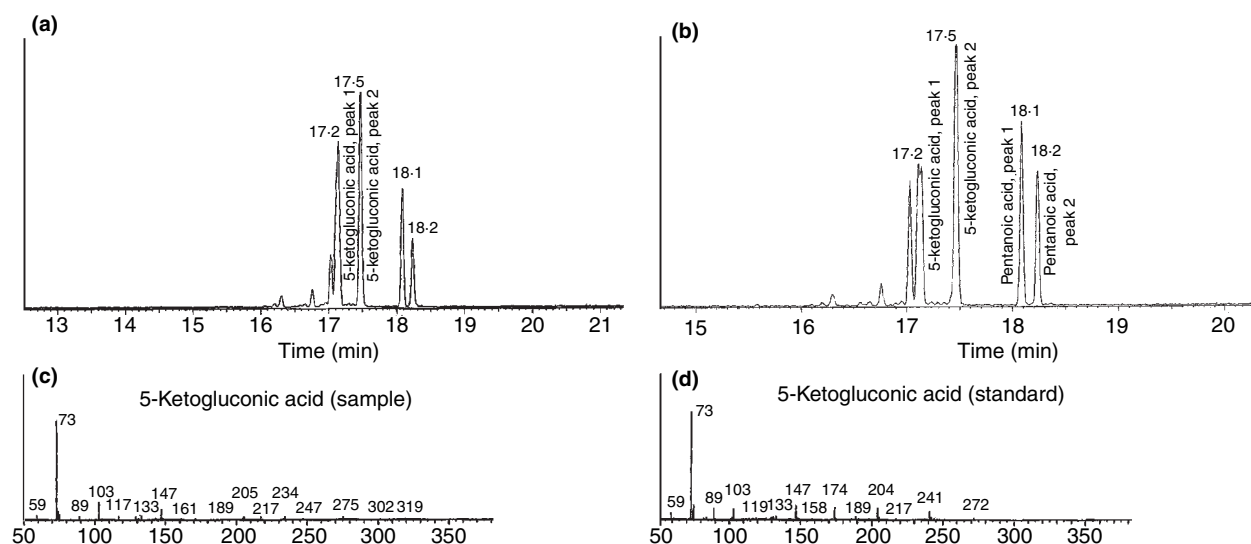 (a)
17·5
17·2
5-ketogluconic acid, peak 1
5-ketogluconic acid, peak 2
18·1
18·2
13 14 15 16 17 18 19 20 21
Time (min)
(b)
17·5
17·2
5-ketogluconic acid, peak 1
5-ketogluconic acid, peak 2
Pentanoic acid, peak 1
18·1
18·2
Pentanoic acid,
peak 2
15 16 17 18 19 20
Time (min)
(c)
5-Ketogluconic acid (sample)
73
59 89 103 117 133 147 161 189 205 217 234 247 275 302 319
50 100 150 200 250 300 350
(d)
5-Ketogluconic acid (standard)
73
59 89 103 119 133 147 158 174 189 204 217 241 272
50 100 150 200 250 300 350